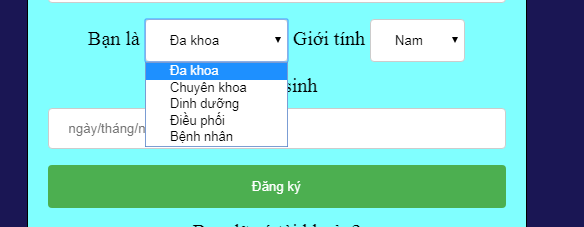 Bạn là Đa khoa Giới tính Nam
Đa khoa
Chuyên khoa
sinh
Dinh dưỡng
Điều phối
ngày/tháng/n
Bệnh nhân
Đăng ký